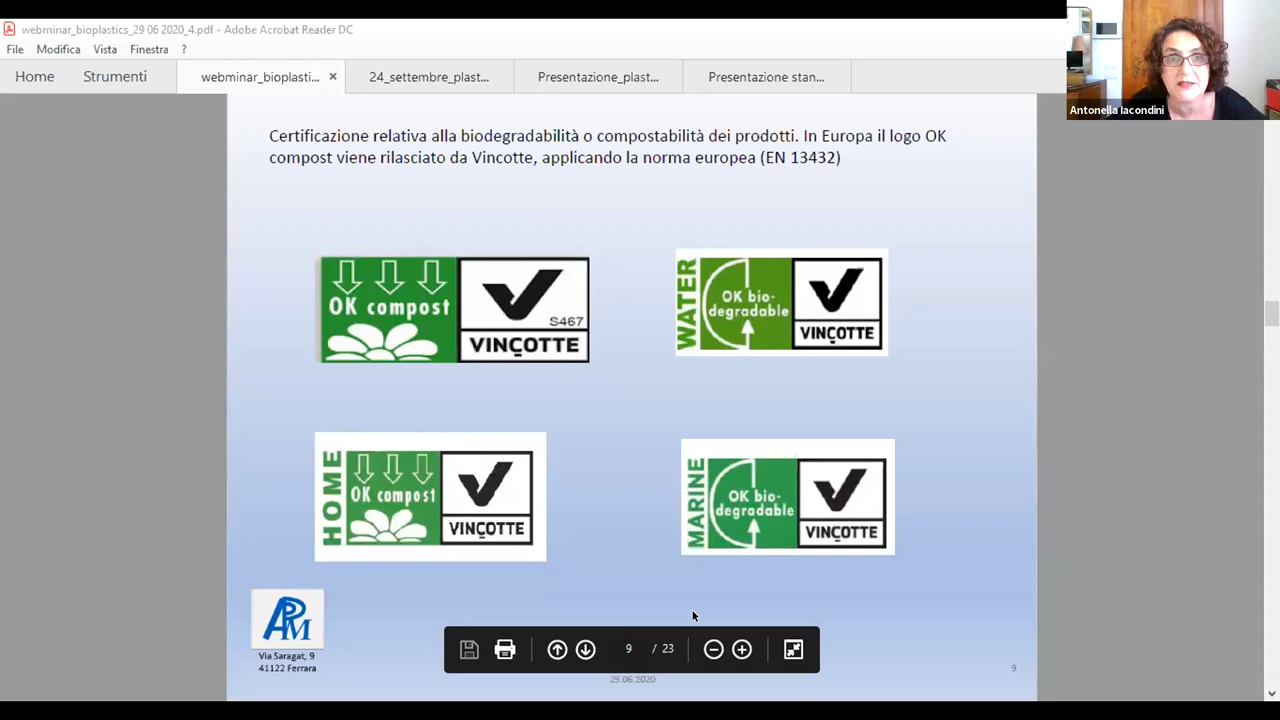 webminar_bioplastics_29 06 2020_4.pdf - Adobe Acrobat Reader DC
File Modifica Vista Finestra ?
Home Strumenti webminar_bioplasti... × 24_settembre_plast... Presentazione_plast... Presentazione stan...
Antonella Iacondini
Certificazione relativa alla biodegradabilità o compostabilità dei prodotti. In Europa il logo OK
compost viene rilasciato da Vincotte, applicando la norma europea (EN 13432)
OK compost
S467
VINÇOTTE
WATER
OK bio-
degradable
VINÇOTTE
HOME
OK compost
VINÇOTTE
MARINE
OK bio-
degradable
VINÇOTTE
APM
Via Saragat, 9
41122 Ferrara
9 / 23
29.06.2020
9